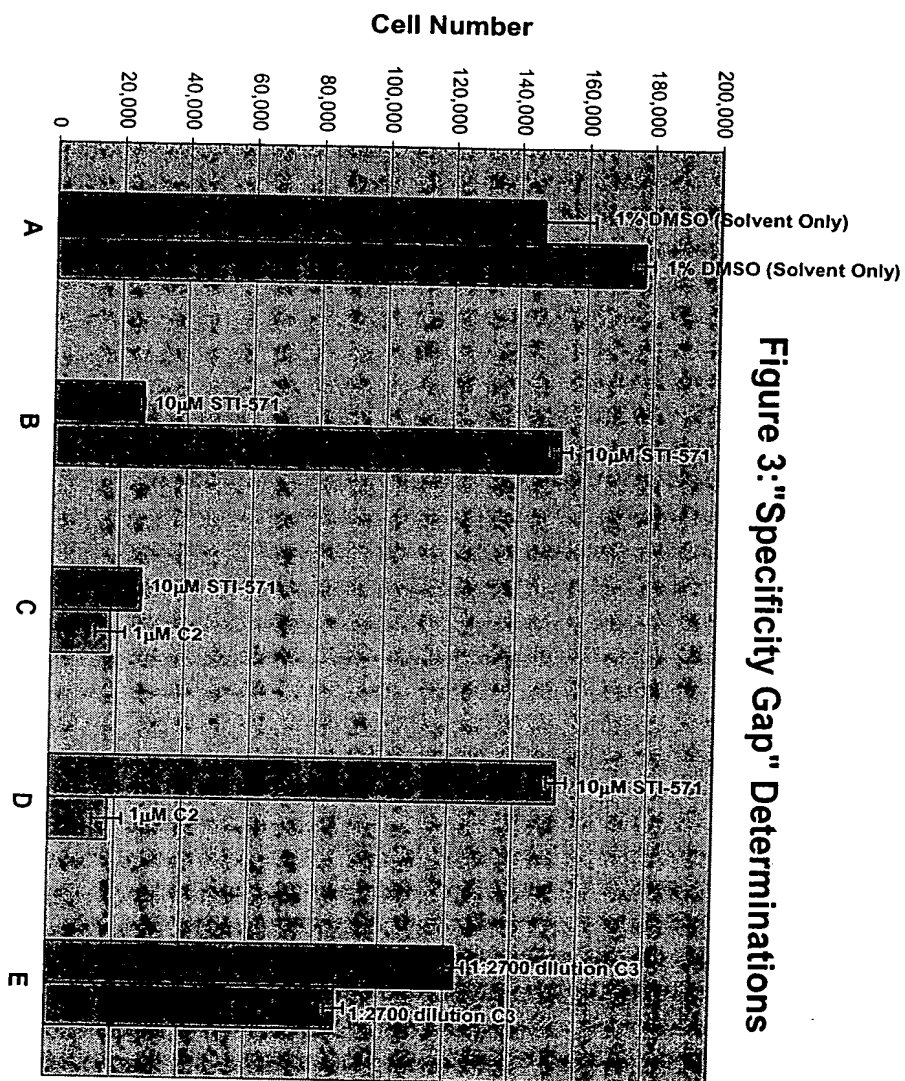 Figure 3:"Specificity Gap" Determinations
Cell Number
200,000
180,000
160,000
140,000
120,000
100,000
80,000
60,000
40,000
20,000
0
1% DMSO (Solvent Only)
1% DMSO (Solvent Only)
10µM STI-571
10µM STI-571
10µM STI-571
1µM C2
10µM STI-571
1µM C2
1:2700 dilution C3
1:2700 dilution C3
A
B
C
D
E